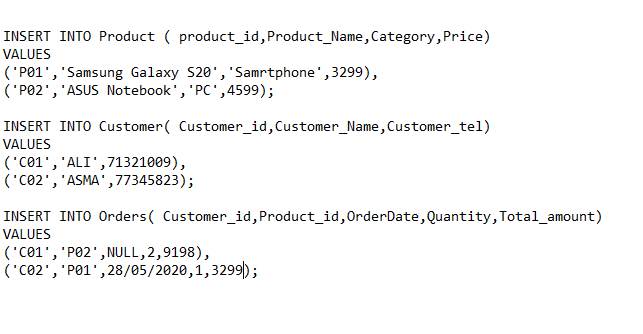 INSERT INTO Product ( product_id,Product_Name,Category,Price)
VALUES
('P01','Samsung Galaxy S20','Samrtphone',3299),
('P02','ASUS Notebook','PC',4599);
INSERT INTO Customer( Customer_id,Customer_Name,Customer_tel)
VALUES
('C01','ALI',71321009),
('C02','ASMA',77345823);
INSERT INTO Orders( Customer_id,Product_id,OrderDate,Quantity,Total_amount)
VALUES
('C01','P02',NULL,2,9198),
('C02','P01',28/05/2020,1,3299);